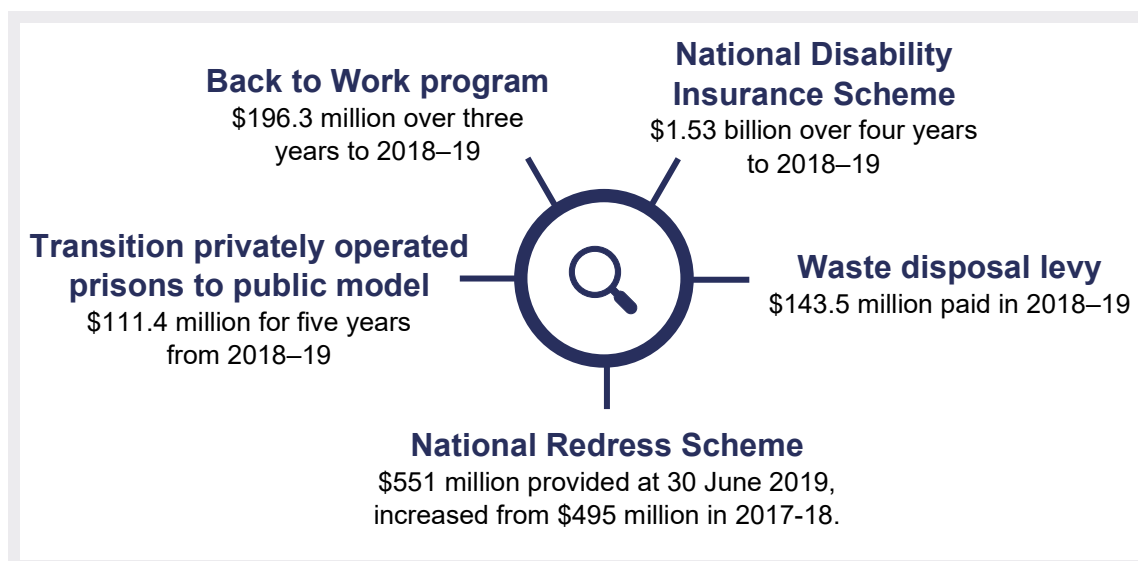 Back to Work program
$196.3 million over three
years to 2018–19
National Disability
Insurance Scheme
$1.53 billion over four years
to 2018–19
Transition privately operated
prisons to public model
$111.4 million for five years
from 2018–19
Waste disposal levy
$143.5 million paid in 2018–19
National Redress Scheme
$551 million provided at 30 June 2019,
increased from $495 million in 2017-18.